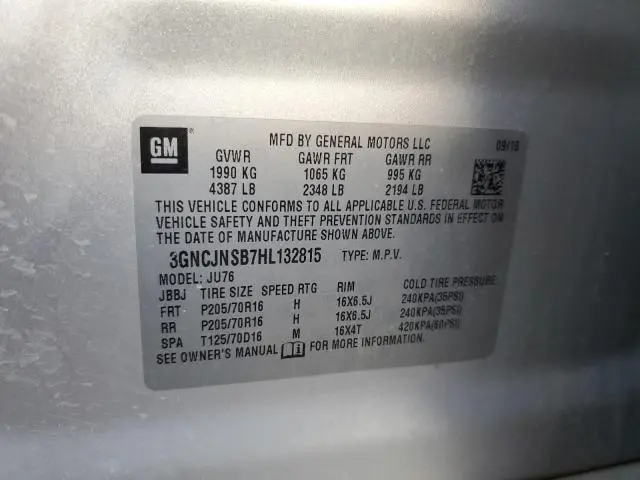 GM ®
MFD BY GENERAL MOTORS LLC 09/16
GVWR GAWR FRT GAWR RR
1990 KG 1065 KG 995 KG
4387 LB 2348 LB 2194 LB
THIS VEHICLE CONFORMS TO ALL APPLICABLE U.S. FEDERAL MOTOR
VEHICLE SAFETY AND THEFT PREVENTION STANDARDS IN EFFECT ON
THE DATE OF MANUFACTURE SHOWN ABOVE.
3GNCJNSB7HL132815 TYPE: M.P.V.
MODEL: JU76
JBBJ TIRE SIZE SPEED RTG RIM COLD TIRE PRESSURE
FRT P205/70R16 H 16X6.5J 240KPA(35PSI)
RR P205/70R16 H 16X6.5J 240KPA(35PSI)
SPA T125/70D16 M 16X4T 420KPA(60PSI)
SEE OWNER'S MANUAL FOR MORE INFORMATION.